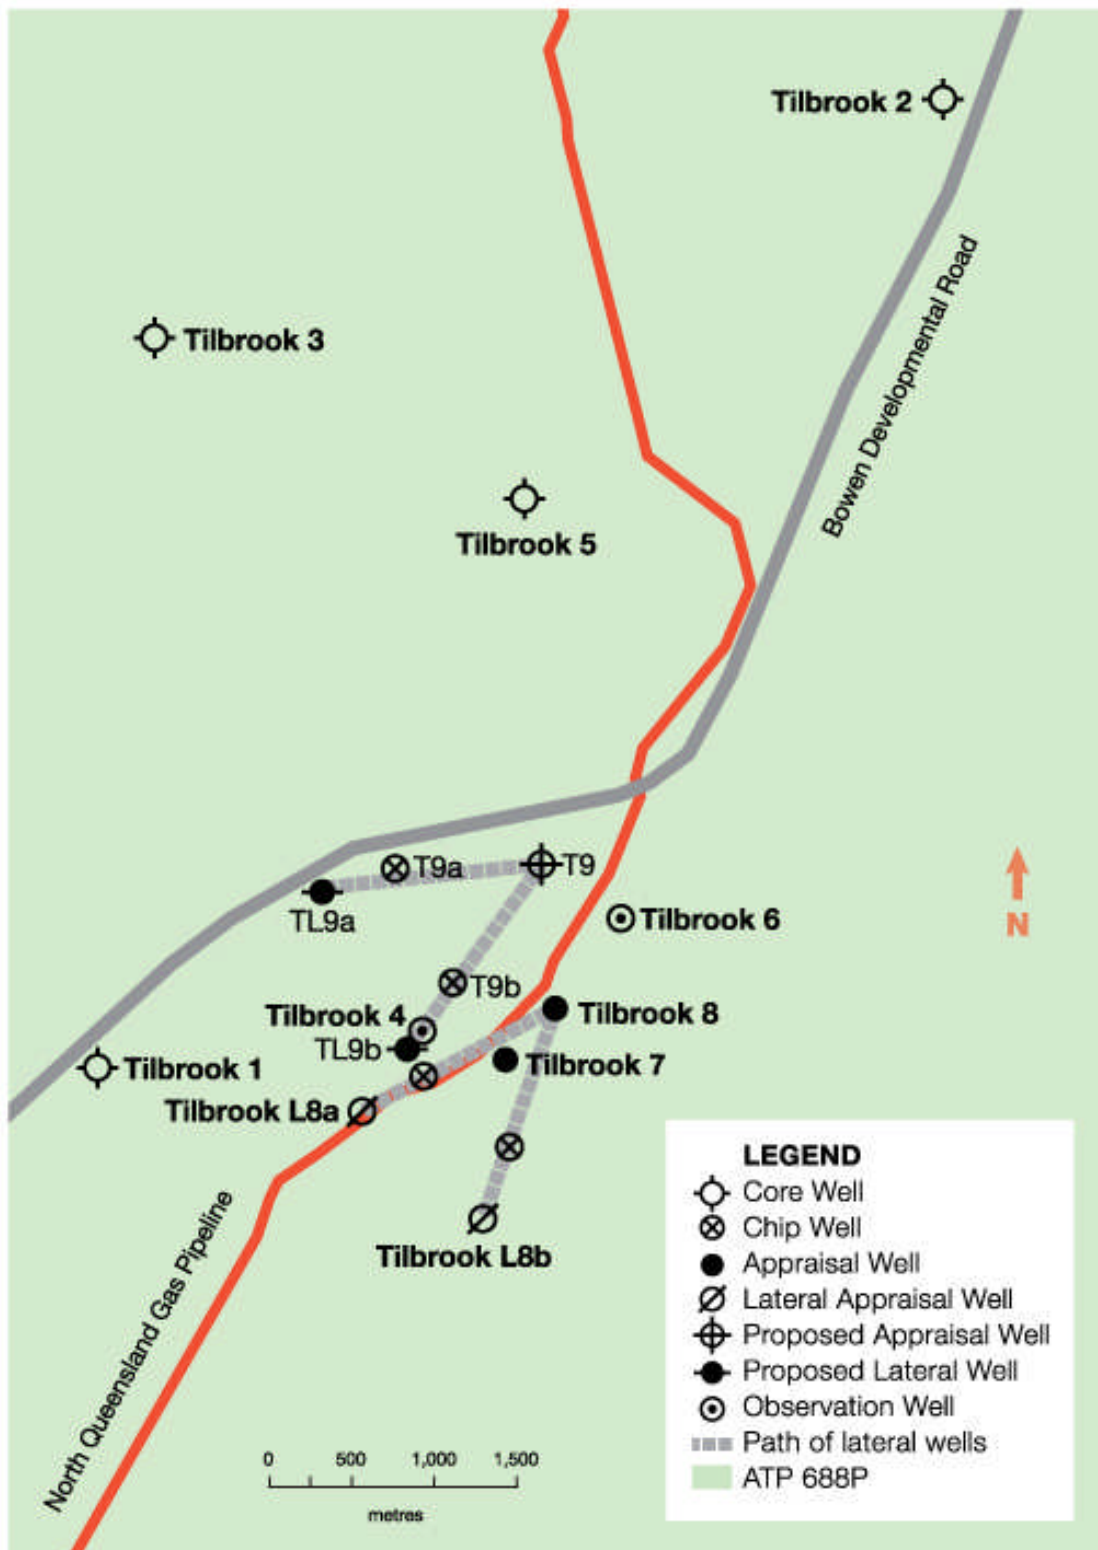 Tilbrook 2
Bowen Developmental Road
Tilbrook 3
Tilbrook 5
T9a
T9
TL9a
Tilbrook 6
T9b
Tilbrook 4
Tilbrook 8
TL9b
Tilbrook 7
Tilbrook 1
Tilbrook L8a
Tilbrook L8b
N
North Queensland Gas Pipeline
0 500 1,000 1,500
metres
LEGEND
Core Well
Chip Well
Appraisal Well
Lateral Appraisal Well
Proposed Appraisal Well
Proposed Lateral Well
Observation Well
Path of lateral wells
ATP 688P